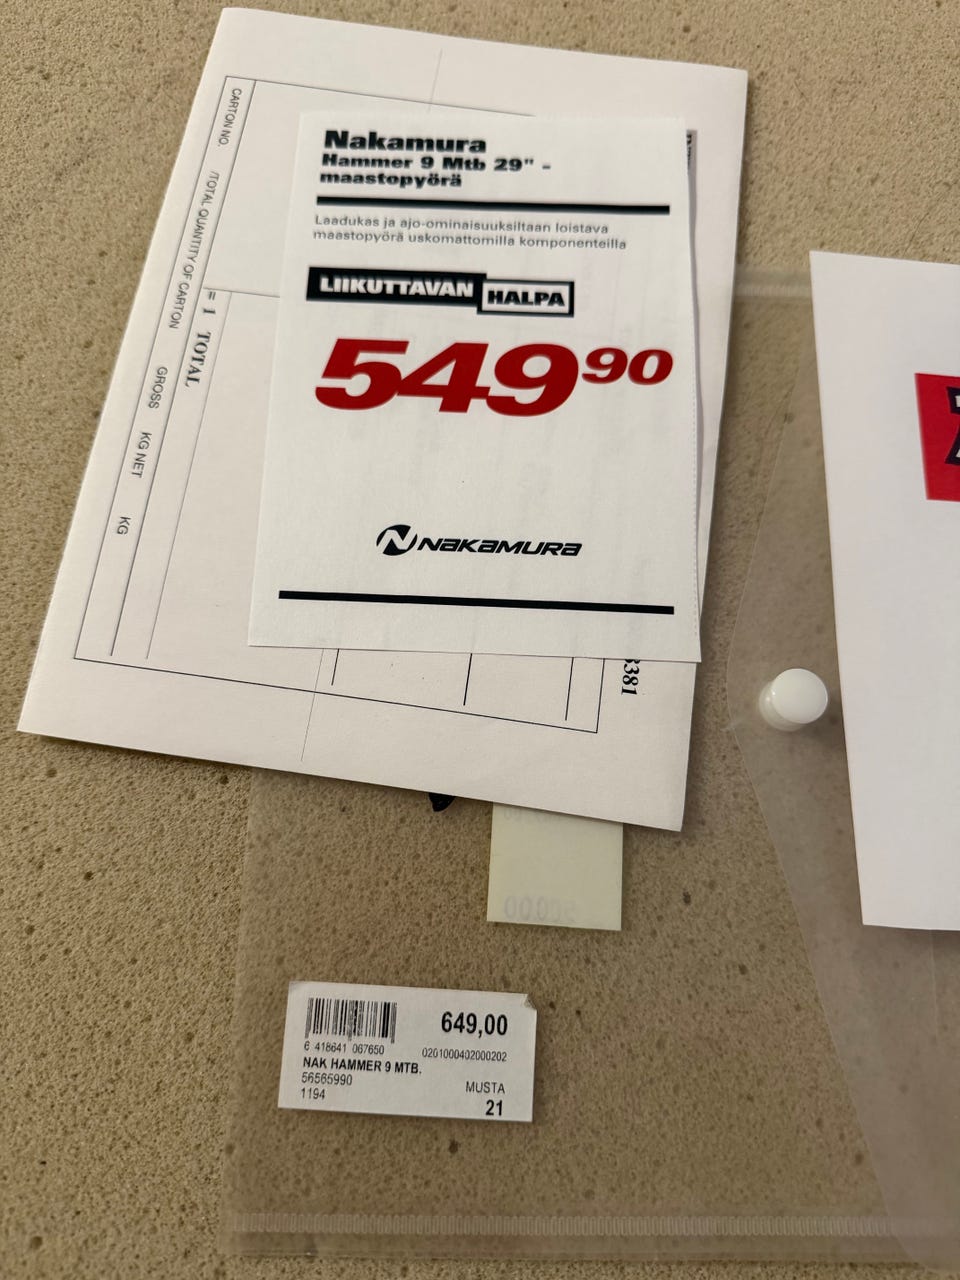 CARTON NO.
/TOTAL QUANTITY OF CARTON
GROSS
KG NET
KG
= 1 TOTAL
Nakamura
Hammer 9 Mtb 29" -
maastopyörä
Laadukas ja ajo-ominaisuuksiltaan loistava
maastopyörä uskomattomilla komponenteilla
LIIKUTTAVAN HALPA
549 90
NAKAMURA
3381
649,00
6 418641 067650
0201000402000202
NAK HAMMER 9 MTB.
56565990
MUSTA
1194
21